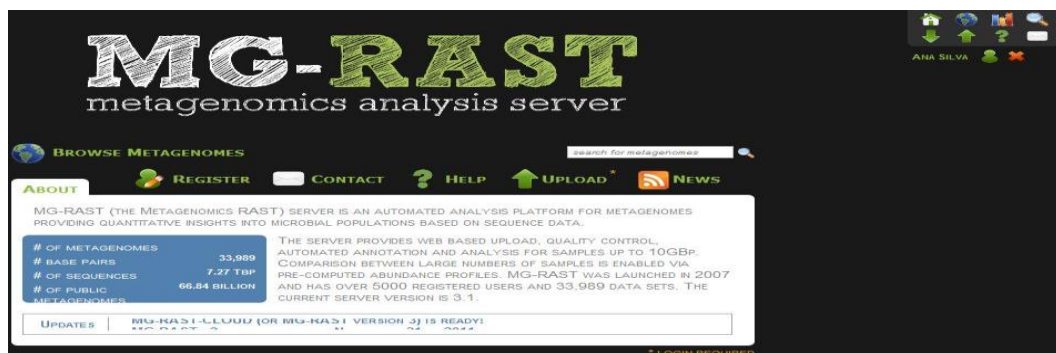 MG-RAST
metagenomics analysis server
ANA SILVA
BROWSE METAGENOMES
search for metagenomes
ABOUT
REGISTER
CONTACT
HELP
UPLOAD*
NEWS
MG-RAST (THE METAGENOMICS RAST) SERVER IS AN AUTOMATED ANALYSIS PLATFORM FOR METAGENOMES
PROVIDING QUANTITATIVE INSIGHTS INTO MICROBIAL POPULATIONS BASED ON SEQUENCE DATA.
# OF METAGENOMES
# BASE PAIRS 33,989
# OF SEQUENCES 7.27 TBP
# OF PUBLIC 66.84 BILLION
METAGENOMES
THE SERVER PROVIDES WEB BASED UPLOAD, QUALITY CONTROL,
AUTOMATED ANNOTATION AND ANALYSIS FOR SAMPLES UP TO 10GBP.
COMPARISON BETWEEN LARGE NUMBERS OF SAMPLES IS ENABLED VIA
PRE-COMPUTED ABUNDANCE PROFILES. MG-RAST WAS LAUNCHED IN 2007
AND HAS OVER 5000 REGISTERED USERS AND 33,989 DATA SETS. THE
CURRENT SERVER VERSION IS 3.1.
UPDATES
MG-RAST-CLOUD (OR MG-RAST VERSION 3) IS READY!
* LOGIN REQUIRED